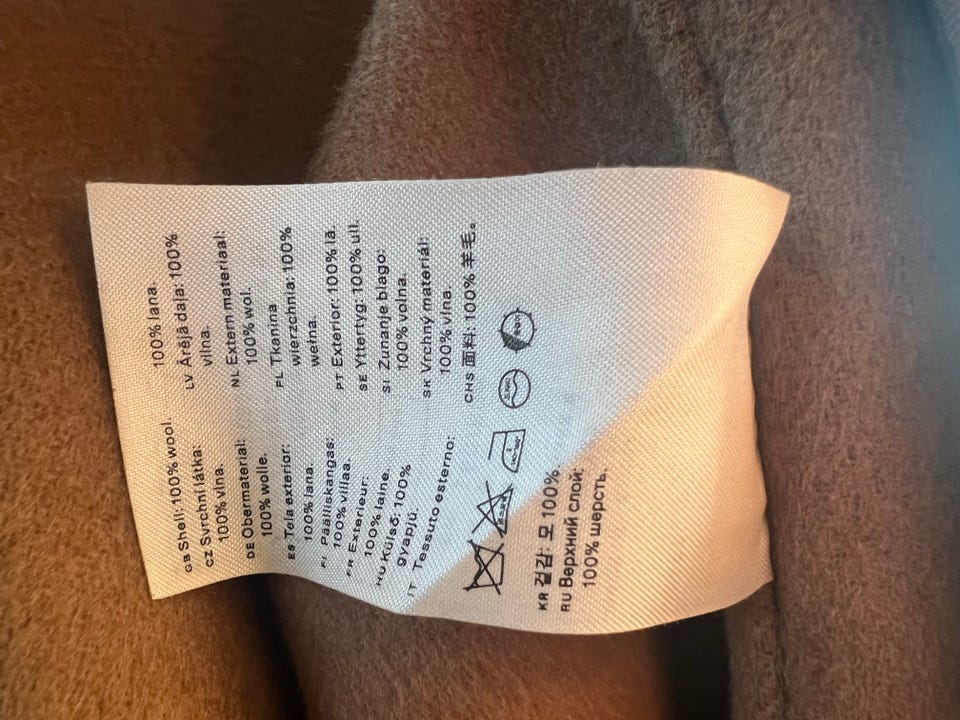 GB Shell: 100% wool.
CZ Svrchní látka:
100% vlna.
DE Obermaterial:
100% wolle.
ES Tela exterior:
100% lana.
FI Päälliskangas:
100% villaa.
FR Exterieur:
100% laine.
HU Külső: 100%
gyapjú.
IT Tessuto esterno:
100% lana.
LV Ārējā daļa: 100%
vilna.
NL Extern materiaal:
100% wol.
PL Tkanina
wierzchnia: 100%
wełna.
PT Exterior: 100% la.
SE Yttertyg: 100% ull.
SI Zunanje blago:
100% volna.
SK Vrchný materiál:
100% vlna.
CHS 面料: 100% 羊毛。
KR 겉감: 모 100%
RU Верхний слой:
100% шерсть.